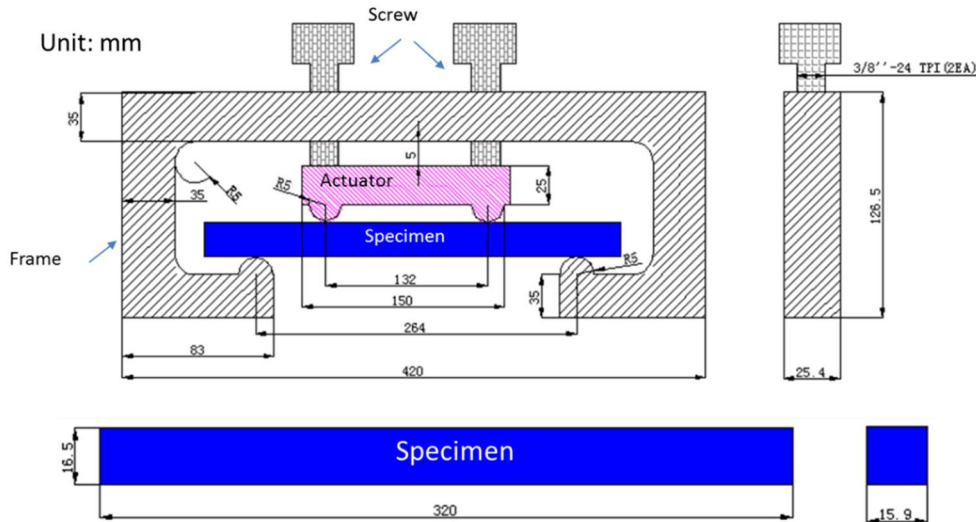 Screw
Unit: mm
3/8''-24 TPI(2EA)
35
5
Actuator
R5
25
R5
35
126.5
Specimen
Frame
R5
132
35
150
264
83
420
25.4
Specimen
16.5
320
15.9